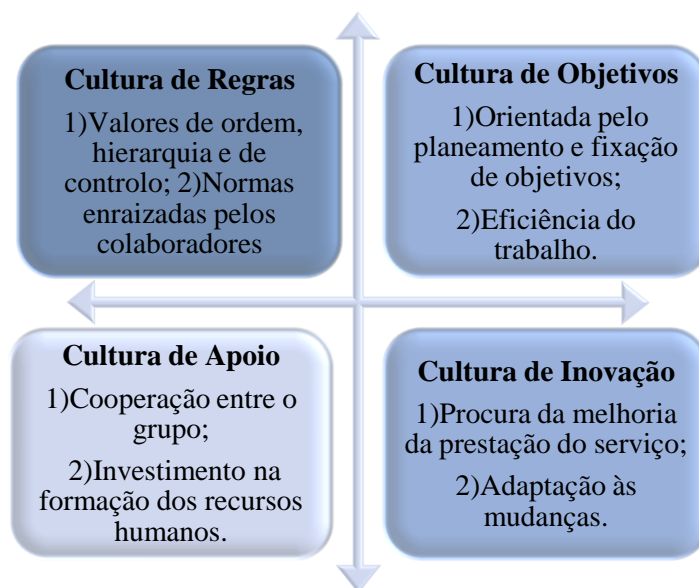 Cultura de Regras
1)Valores de ordem,
hierarquia e de
controlo; 2)Normas
enraizadas pelos
colaboradores
Cultura de Objetivos
1)Orientada pelo
planeamento e fixação
de objetivos;
2)Eficiência do
trabalho.
Cultura de Apoio
1)Cooperação entre o
grupo;
2)Investimento na
formação dos recursos
humanos.
Cultura de Inovação
1)Procura da melhoria
da prestação do serviço;
2)Adaptação às
mudanças.